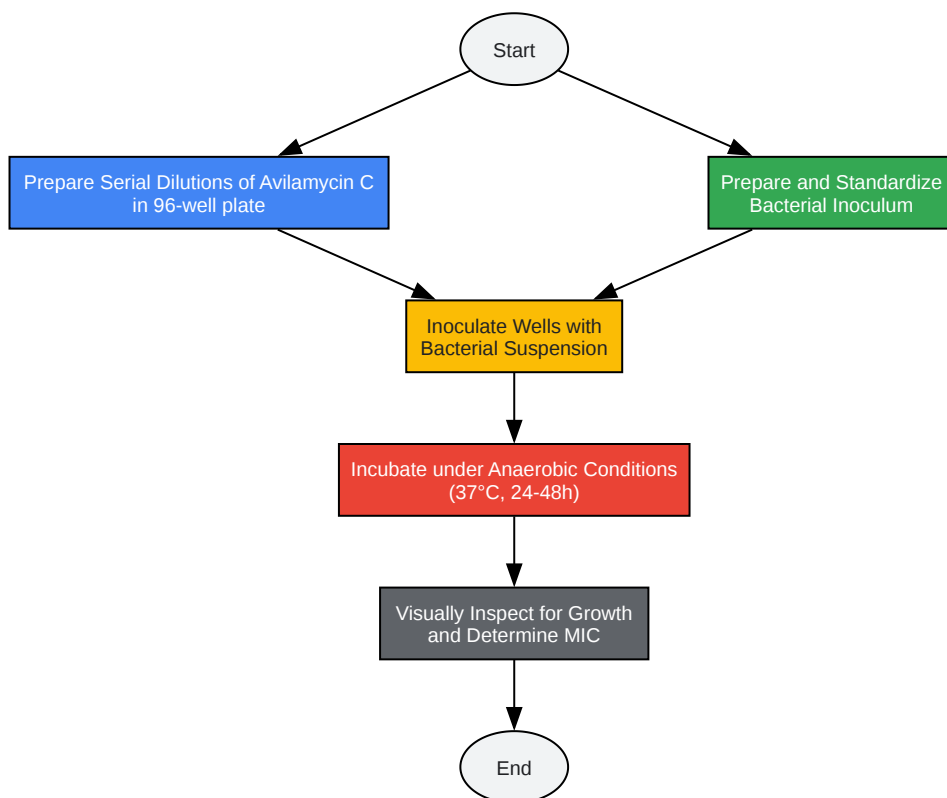 Start
Prepare Serial Dilutions of Avilamycin C
in 96-well plate
Prepare and Standardize
Bacterial Inoculum
Inoculate Wells with
Bacterial Suspension
Incubate under Anaerobic Conditions
(37°C, 24-48h)
Visually Inspect for Growth
and Determine MIC
End